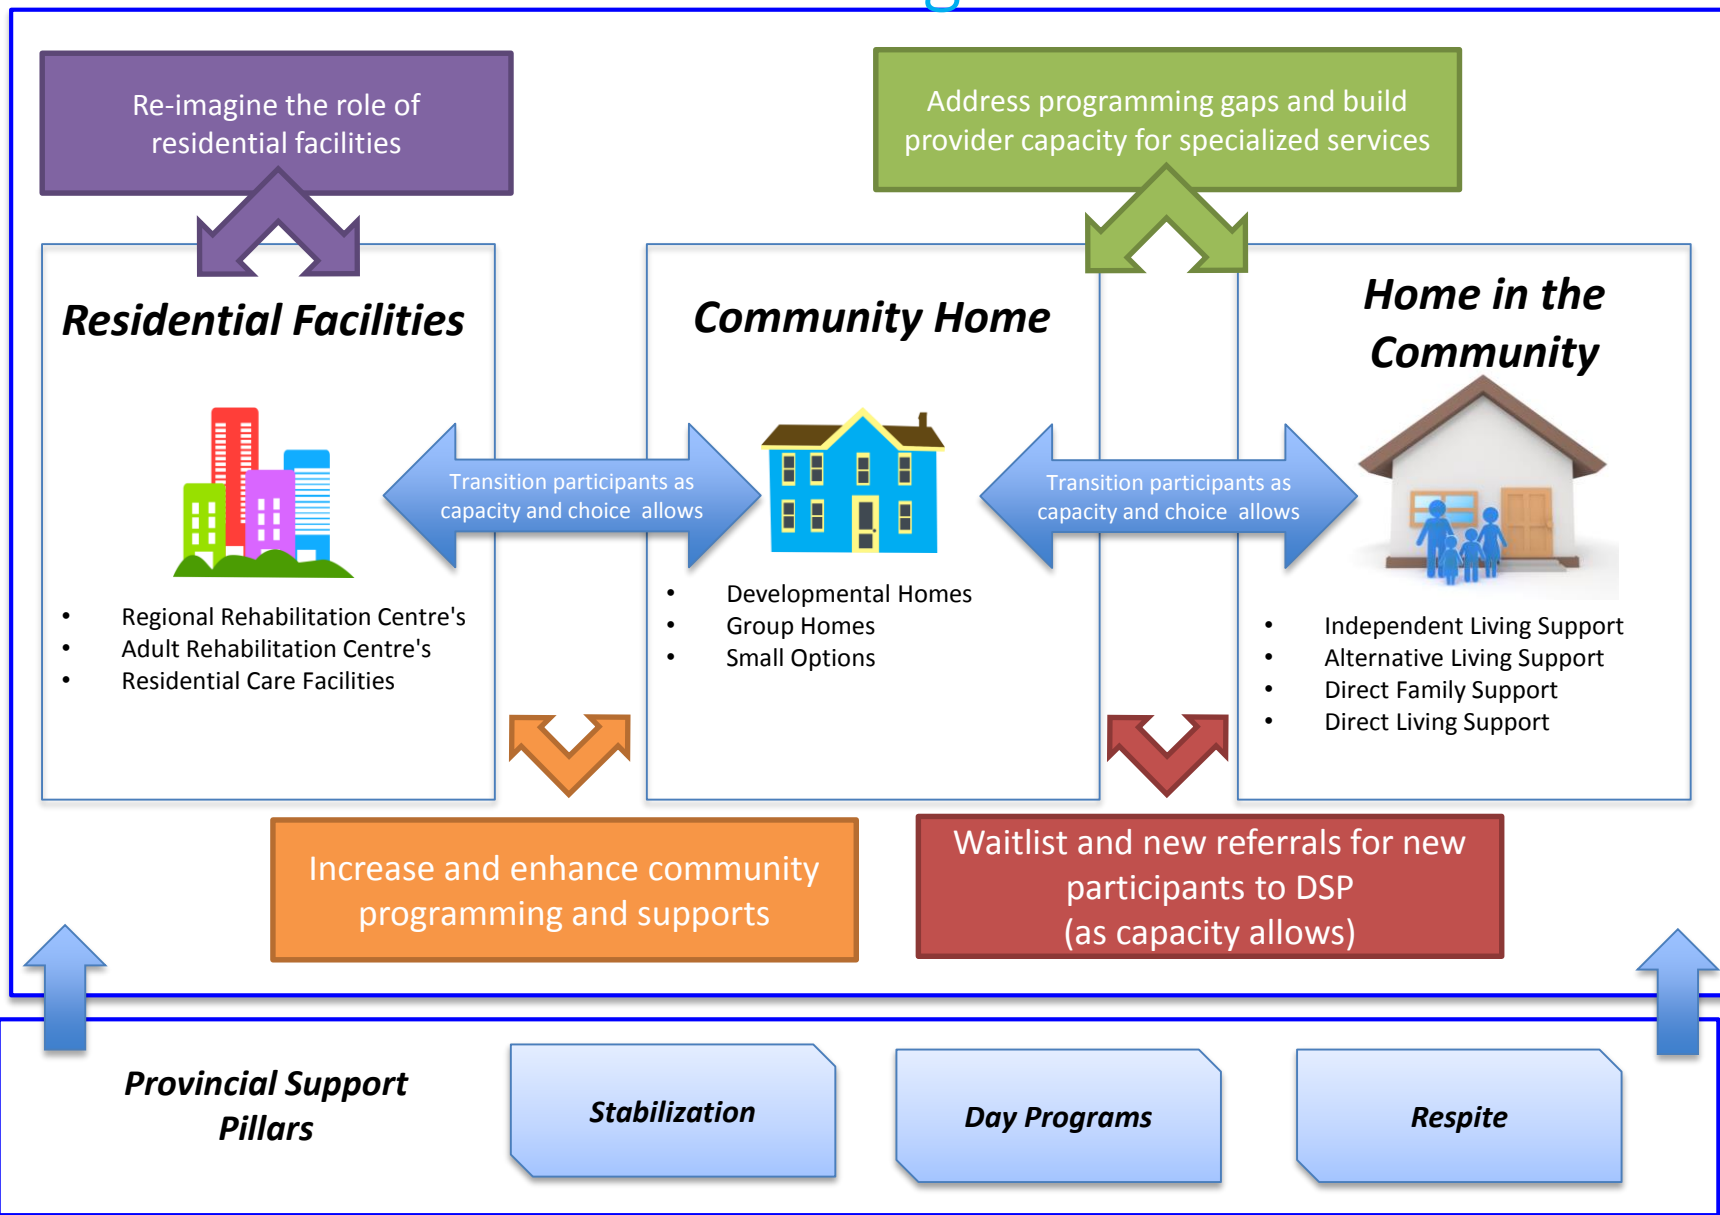 Re-imagine the role of
residential facilities
Address programming gaps and build
provider capacity for specialized services
Residential Facilities
Community Home
Home in the
Community
Transition participants as
capacity and choice allows
Transition participants as
capacity and choice allows
• Regional Rehabilitation Centre's
• Adult Rehabilitation Centre's
• Residential Care Facilities
• Developmental Homes
• Group Homes
• Small Options
• Independent Living Support
• Alternative Living Support
• Direct Family Support
• Direct Living Support
Increase and enhance community
programming and supports
Waitlist and new referrals for new
participants to DSP
(as capacity allows)
Provincial Support
Pillars
Stabilization
Day Programs
Respite